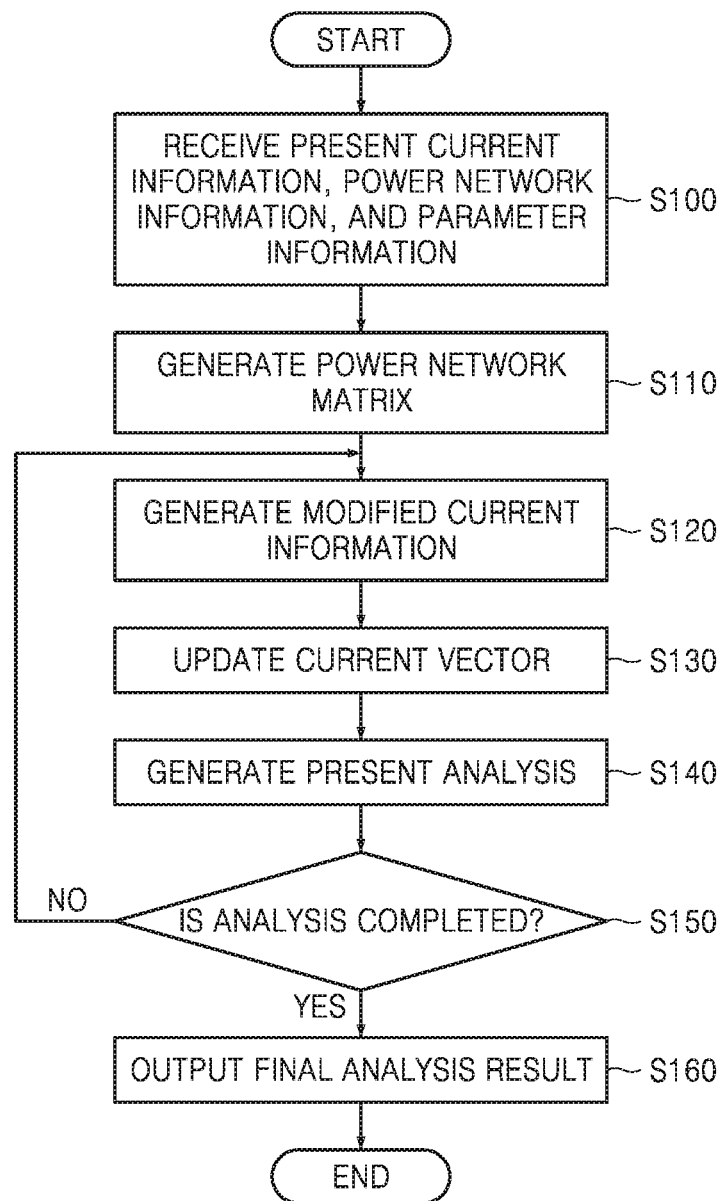 START
RECEIVE PRESENT CURRENT
INFORMATION, POWER NETWORK
INFORMATION, AND PARAMETER
INFORMATION
S100
GENERATE POWER NETWORK
MATRIX
S110
GENERATE MODIFIED CURRENT
INFORMATION
S120
UPDATE CURRENT VECTOR
S130
GENERATE PRESENT ANALYSIS
S140
NO
IS ANALYSIS COMPLETED?
S150
YES
OUTPUT FINAL ANALYSIS RESULT
S160
END